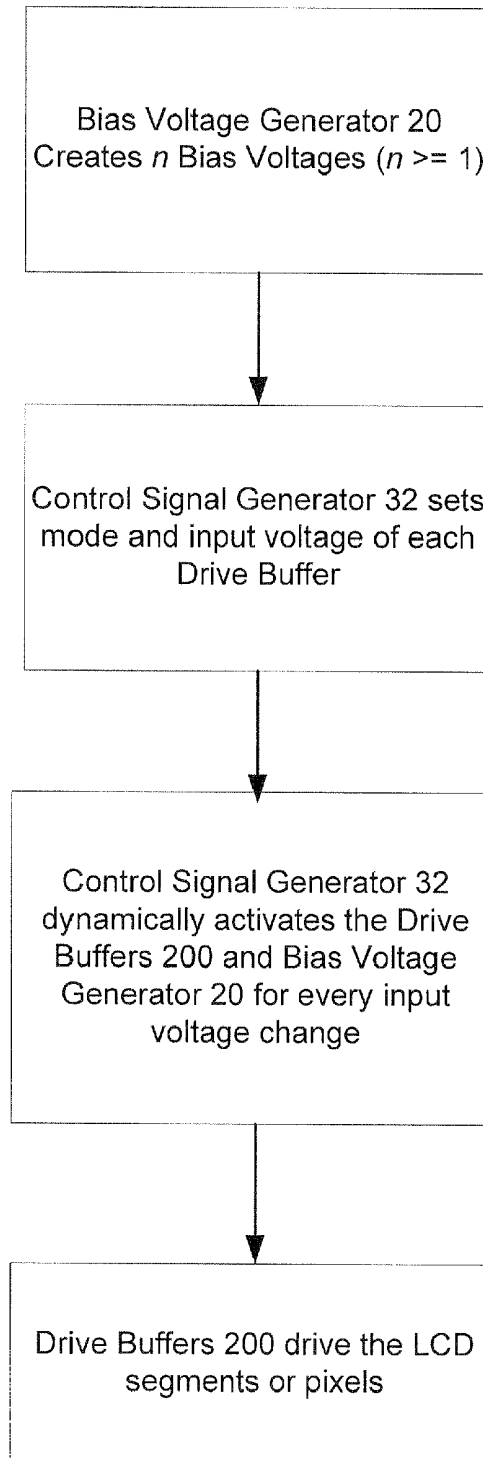 Bias Voltage Generator 20
Creates n Bias Voltages (n >= 1)
Control Signal Generator 32 sets
mode and input voltage of each
Drive Buffer
Control Signal Generator 32
dynamically activates the Drive
Buffers 200 and Bias Voltage
Generator 20 for every input
voltage change
Drive Buffers 200 drive the LCD
segments or pixels